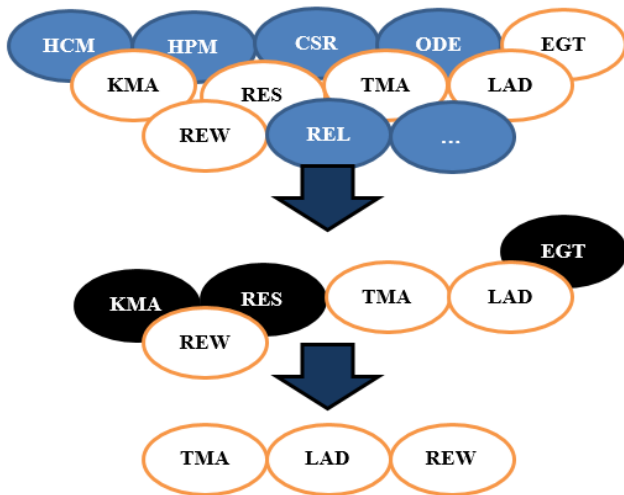 HCM HPM CSR ODE EGT
KMA RES TMA LAD
REW REL ...
EGT
KMA RES TMA LAD
REW
TMA LAD REW